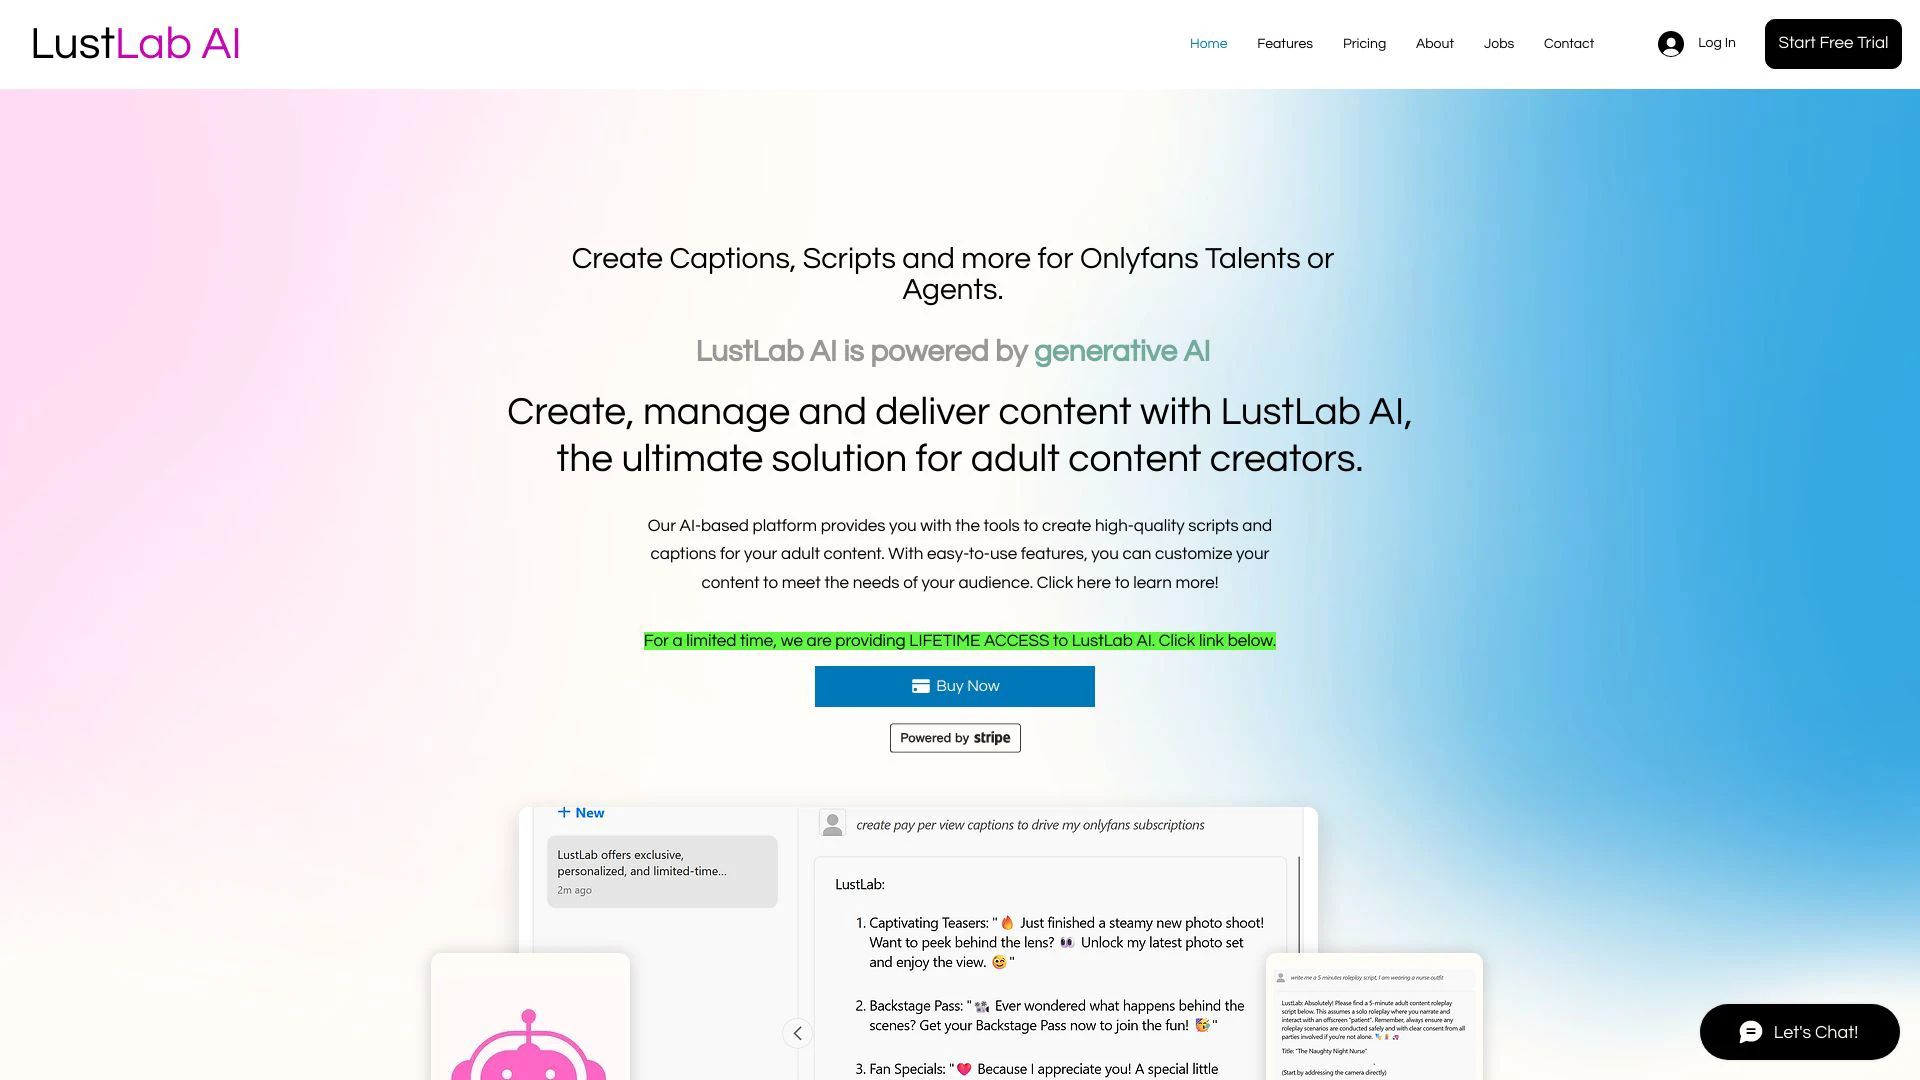 LustLab AI
Home
Features
Pricing
About
Jobs
Contact
Log In
Start Free Trial
Create Captions, Scripts and more for Onlyfans Talents or
Agents.
LustLab AI is powered by generative AI
Create, manage and deliver content with LustLab AI,
the ultimate solution for adult content creators.
Our AI-based platform provides you with the tools to create high-quality scripts and
captions for your adult content. With easy-to-use features, you can customize your
content to meet the needs of your audience. Click here to learn more!
For a limited time, we are providing LIFETIME ACCESS to LustLab AI. Click link below.
Buy Now
Powered by stripe
+ New
LustLab offers exclusive,
personalized, and limited-time...
2m ago
create pay per view captions to drive my onlyfans subscriptions
LustLab:
1. Captivating Teasers: "🔥 Just finished a steamy new photo shoot!
Want to peek behind the lens? 👀 Unlock my latest photo set
and enjoy the view. 😉"
2. Backstage Pass: "🎥 Ever wondered what happens behind the
scenes? Get your Backstage Pass now to join the fun! 🥳"
3. Fan Specials: "❤️ Because I appreciate you! A special little
write me a 5 minutes roleplay script, I am wearing a nurse outfit
LustLab: Absolutely! Please find a 5-minute adult content roleplay
script below. This assumes a solo roleplay where you narrate and
interact with an offscreen "patient". Remember, always ensure any
roleplay scenarios are conducted safely and with clear consent from all
parties involved if you're not alone.
Title: "The Naughty Night Nurse"
(Start by addressing the camera directly)
Let's Chat!